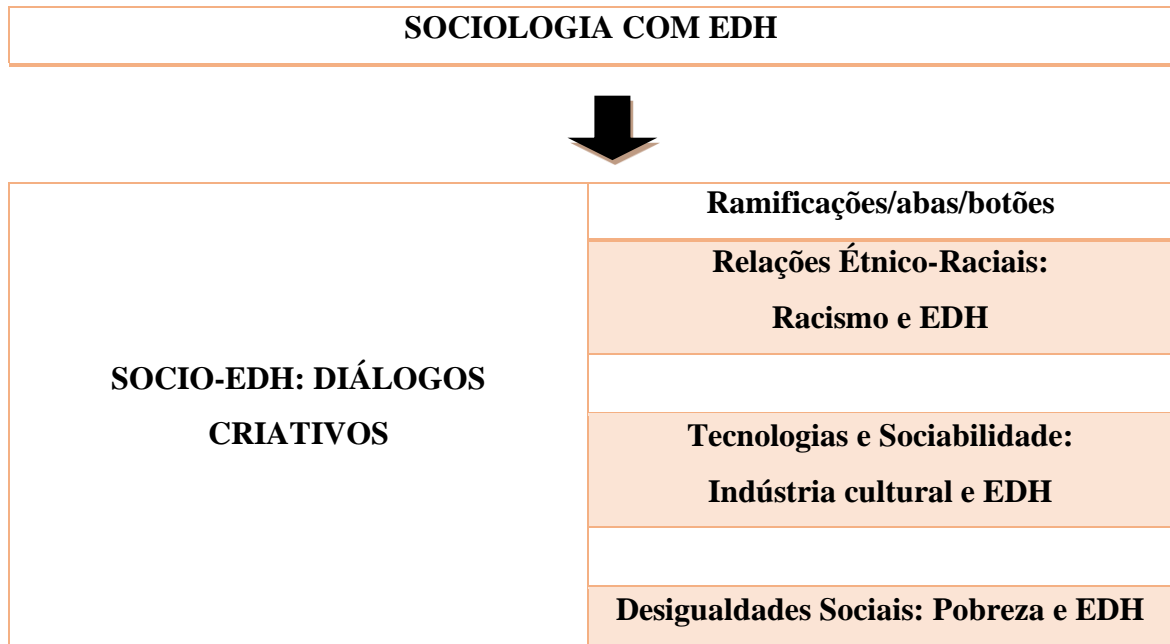 SOCIOLOGIA COM EDH
SOCIO-EDH: DIÁLOGOS
CRIATIVOS
Ramificações/abas/botões
Relações Étnico-Raciais:
Racismo e EDH
Tecnologias e Sociabilidade:
Indústria cultural e EDH
Desigualdades Sociais: Pobreza e EDH